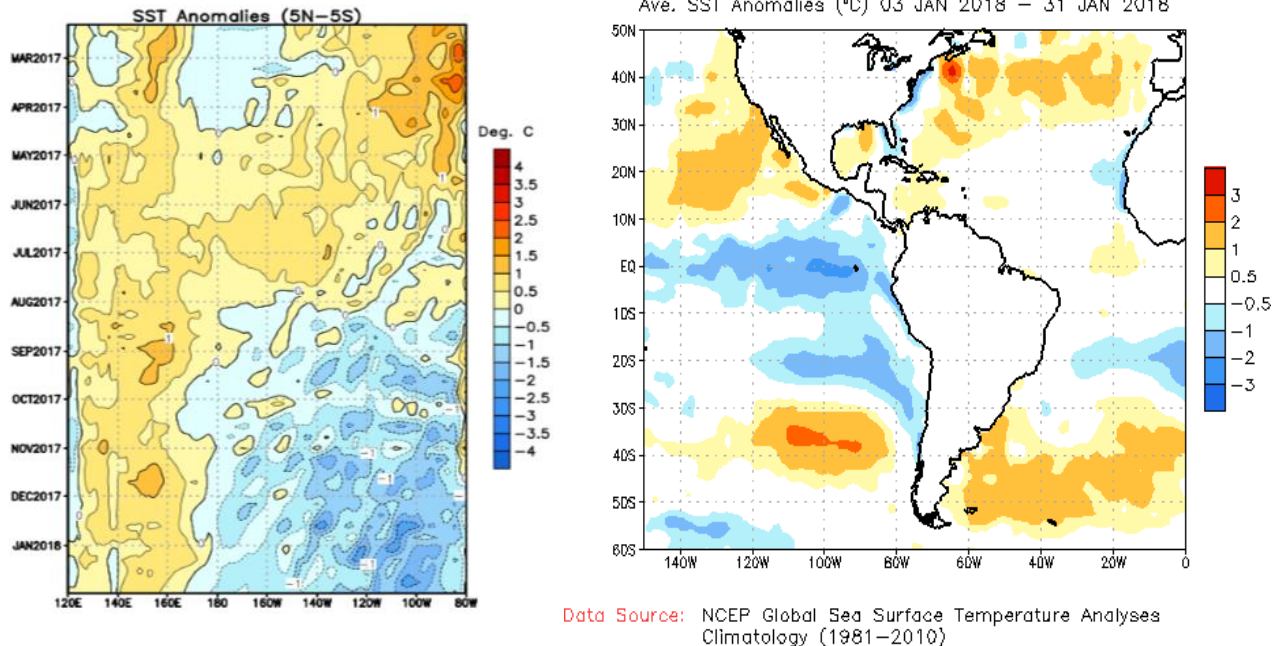 SST Anomalies (5N−5S)
MAR2017
APR2017
MAY2017
JUN2017
JUL2017
AUG2017
SEP2017
OCT2017
NOV2017
DEC2017
JAN2018
120E 140E 160E 180 160W 140W 120W 100W 80W
Deg. C
4
3.5
3
2.5
2
1.5
1
0.5
0
−0.5
−1
−1.5
−2
−2.5
−3
−3.5
−4
Ave. SST Anomalies (°C) 03 JAN 2018 − 31 JAN 2018
50N
40N
30N
20N
10N
EQ
10S
20S
30S
40S
50S
60S
140W 120W 100W 80W 60W 40W 20W 0
3
2
1
0.5
−0.5
−1
−2
−3
Data Source: NCEP Global Sea Surface Temperature Analyses
Climatology (1981−2010)